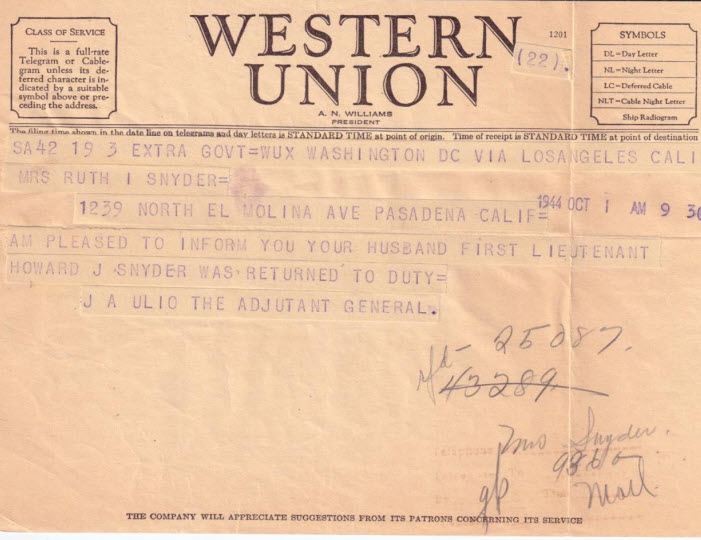 CLASS OF SERVICE
This is a full-rate
Telegram or Cable-
gram unless its de-
ferred character is in-
dicated by a suitable
symbol above or pre-
ceding the address.
WESTERN
UNION
A. N. WILLIAMS
PRESIDENT
1201
(22).
SYMBOLS
DL=Day Letter
NL=Night Letter
LC=Deferred Cable
NLT=Cable Night Letter
Ship Radiogram
The filing time shown in the date line on telegrams and day letters is STANDARD TIME at point of origin. Time of receipt is STANDARD TIME at point of destination
SA42 19 3 EXTRA GOVT=WUX WASHINGTON DC VIA LOSANGELES CALI
MRS RUTH I SNYDER=
1239 NORTH EL MOLINA AVE PASADENA CALIF=
1944 OCT 1 AM 9 30
AM PLEASED TO INFORM YOU YOUR HUSBAND FIRST LIEUTENANT
HOWARD J SNYDER WAS RETURNED TO DUTY=
J A ULIO THE ADJUTANT GENERAL.
25087.
43289
Mrs Snyder.
936
Mail.
Telephone
To
THE COMPANY WILL APPRECIATE SUGGESTIONS FROM ITS PATRONS CONCERNING ITS SERVICE